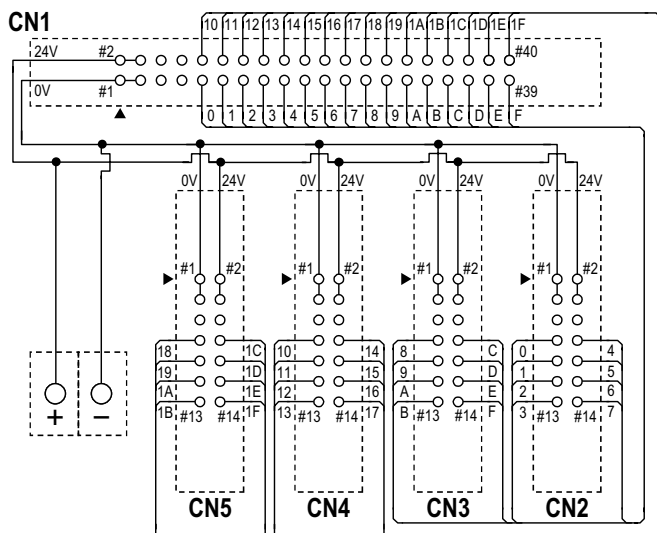 CN1
10 11 12 13 14 15 16 17 18 19 1A 1B 1C 1D 1E 1F
24V #2 #40
0V #1 #39
0 1 2 3 4 5 6 7 8 9 A B C D E F
0V 24V 0V 24V 0V 24V 0V 24V
#1 #2 #1 #2 #1 #2 #1 #2
18 1C 10 14 8 C 0 4
19 1D 11 15 9 D 1 5
1A 1E 12 16 A E 2 6
1B #13 #14 1F 13 #13 #14 17 B #13 #14 F 3 #13 #14 7
+ −
CN5 CN4 CN3 CN2